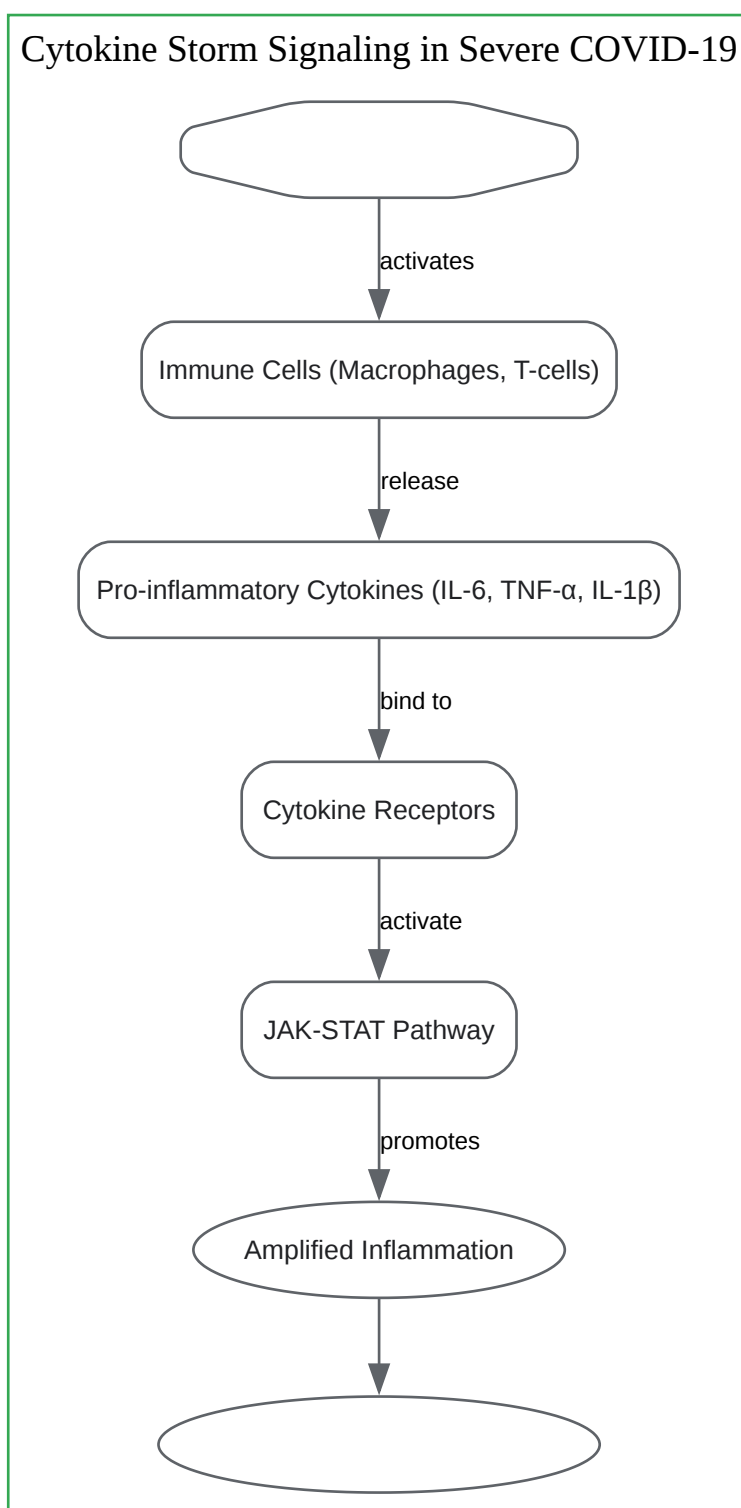 Cytokine Storm Signaling in Severe COVID-19
activates
Immune Cells (Macrophages, T-cells)
release
Pro-inflammatory Cytokines (IL-6, TNF-α, IL-1β)
bind to
Cytokine Receptors
activate
JAK-STAT Pathway
promotes
Amplified Inflammation